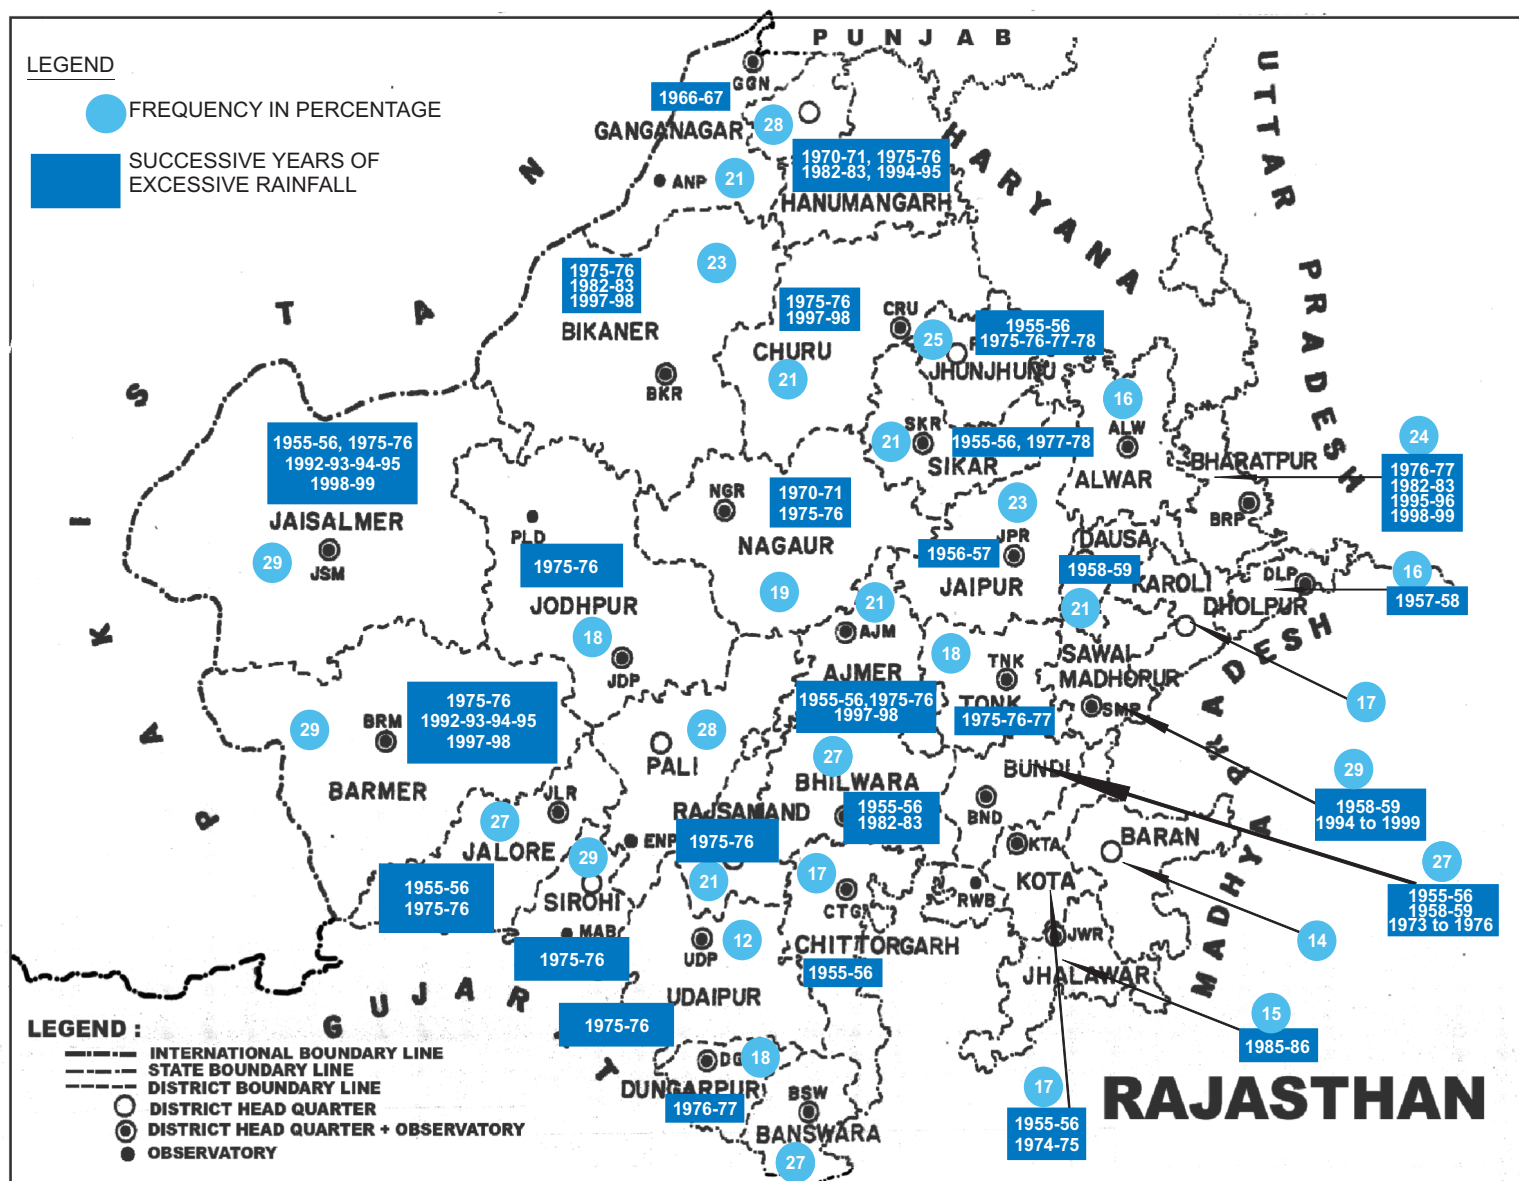 PUNJAB
LEGEND
FREQUENCY IN PERCENTAGE
SUCCESSIVE YEARS OF
EXCESSIVE RAINFALL
GGN
1966-67
GANGANAGAR
28
1970-71, 1975-76
1982-83, 1994-95
HANUMANGARH
ANP
21
HARYANA
UTTAR PRADESH
PAKISTAN
23
1975-76
1982-83
1997-98
BIKANER
BKR
1975-76
1997-98
CHURU
21
CRU
25
1955-56
1975-76-77-78
JHUNJHUNU
16
ALW
ALWAR
SKR
21
1955-56, 1977-78
SIKAR
24
1976-77
1982-83
1995-96
1998-99
BHARATPUR
BRP
1955-56, 1975-76
1992-93-94-95
1998-99
JAISALMER
29
JSM
PLD
1975-76
JODHPUR
18
JDP
NGR
1970-71
1975-76
NAGAUR
19
23
JPR
1956-57
JAIPUR
DAUSA
1958-59
21
KAROLI
DLP
DHOLPUR
16
1957-58
17
21
AJM
AJMER
1955-56,1975-76
1997-98
18
TNK
TONK
1975-76-77
SAWAI
MADHOPUR
SMP
29
1958-59
1994 to 1999
MADHYA PRADESH
29
BRM
1975-76
1992-93-94-95
1997-98
BARMER
28
PALI
27
BHILWARA
1955-56
1982-83
BUNDI
BND
27
1955-56
1958-59
1973 to 1976
JLR
27
JALORE
1955-56
1975-76
ENP
RAJSAMAND
1975-76
21
29
SIROHI
MAB
1975-76
17
CTG
CHITTORGARH
1955-56
KTA
KOTA
BARAN
14
RWB
JWR
JHALAWAR
15
1985-86
17
1955-56
1974-75
12
UDP
UDAIPUR
1975-76
GUJARAT
18
DUNGARPUR
1976-77
BSW
BANSWARA
27
LEGEND :
INTERNATIONAL BOUNDARY LINE
STATE BOUNDARY LINE
DISTRICT BOUNDARY LINE
DISTRICT HEAD QUARTER
DISTRICT HEAD QUARTER + OBSERVATORY
OBSERVATORY
RAJASTHAN